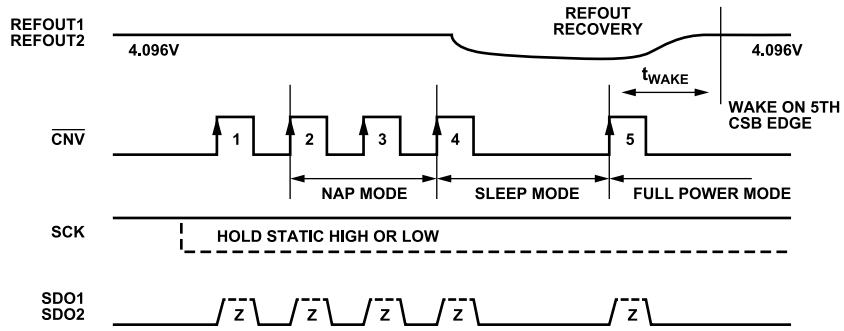 REFOUT1
REFOUT2
4.096V
REFOUT
RECOVERY
4.096V
tWAKE
WAKE ON 5TH
CSB EDGE
CNV
1
2
3
4
5
NAP MODE
SLEEP MODE
FULL POWER MODE
SCK
HOLD STATIC HIGH OR LOW
SDO1
SDO2
Z
Z
Z
Z
Z